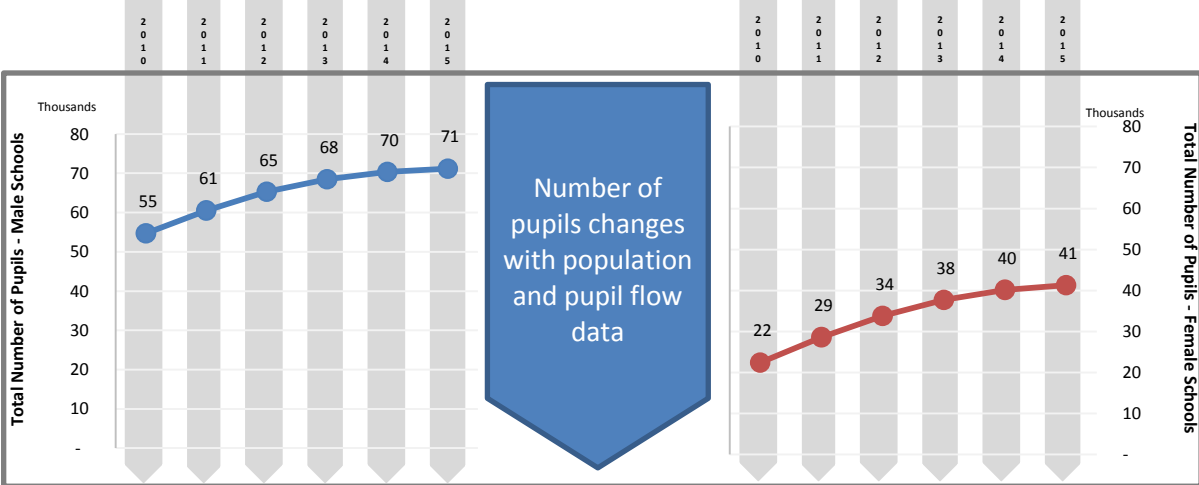 2010 2011 2012 2013 2014 2015
2010 2011 2012 2013 2014 2015
Total Number of Pupils - Male Schools
Thousands
80
70
60
50
40
30
20
10
-
55 61 65 68 70 71
Number of
pupils changes
with population
and pupil flow
data
22 29 34 38 40 41
Thousands
80
70
60
50
40
30
20
10
-
Total Number of Pupils - Female Schools